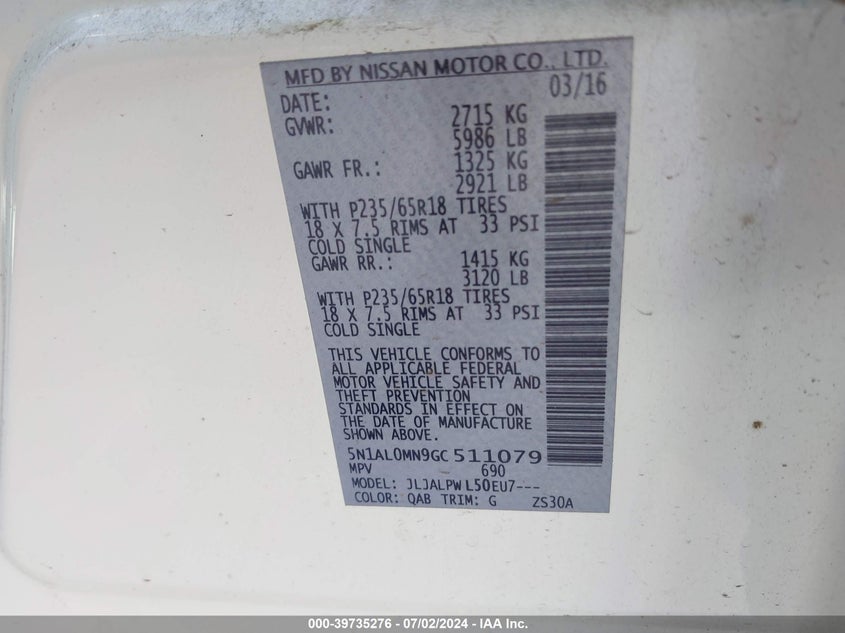 MFD BY NISSAN MOTOR CO., LTD.
DATE: 03/16
GVWR: 2715 KG
5986 LB
GAWR FR.: 1325 KG
2921 LB
WITH P235/65R18 TIRES
18 X 7.5 RIMS AT 33 PSI
COLD SINGLE
GAWR RR.: 1415 KG
3120 LB
WITH P235/65R18 TIRES
18 X 7.5 RIMS AT 33 PSI
COLD SINGLE
THIS VEHICLE CONFORMS TO
ALL APPLICABLE FEDERAL
MOTOR VEHICLE SAFETY AND
THEFT PREVENTION
STANDARDS IN EFFECT ON
THE DATE OF MANUFACTURE
SHOWN ABOVE.
5N1AL0MN9GC511079
MPV 690
MODEL: JLJALPWL50EU7---
COLOR: QAB TRIM: G ZS30A
000-39735276 - 07/02/2024 - IAA Inc.